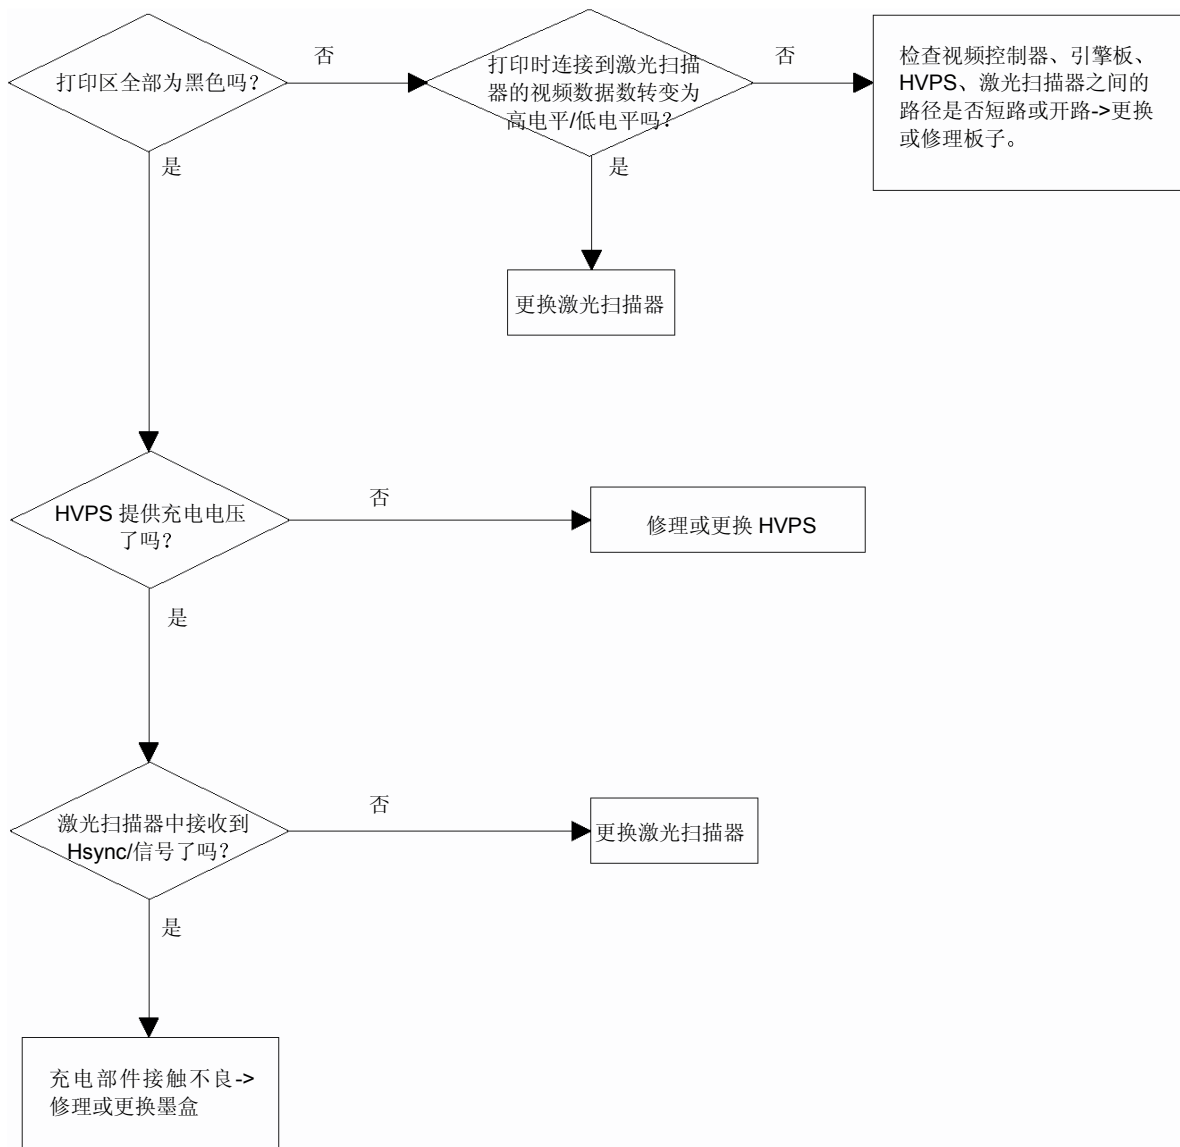 打印区全部为黑色吗？
否
打印时连接到激光扫描
器的视频数据数转变为
高电平/低电平吗？
否
检查视频控制器、引擎板、
HVPS、激光扫描器之间的
路径是否短路或开路->更换
或修理板子。
是
是
更换激光扫描器
HVPS 提供充电电压
了吗？
否
修理或更换 HVPS
是
激光扫描器中接收到
Hsync/信号了吗？
否
更换激光扫描器
是
充电部件接触不良->
修理或更换墨盒